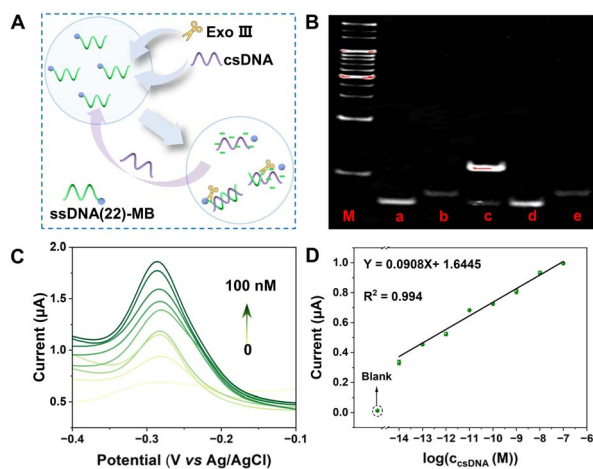 A
Exo Ⅲ
csDNA
ssDNA(22)-MB
B
M a b c d e
C
2.0
1.5
1.0
0.5
Current (μA)
100 nM
0
-0.4 -0.3 -0.2 -0.1
Potential (V vs Ag/AgCl)
D
1.0
0.8
0.6
0.4
0.2
0.0
Current (μA)
Y = 0.0908X+ 1.6445
R² = 0.994
Blank
-14 -13 -12 -11 -10 -9 -8 -7 -6
log(c_csDNA (M))